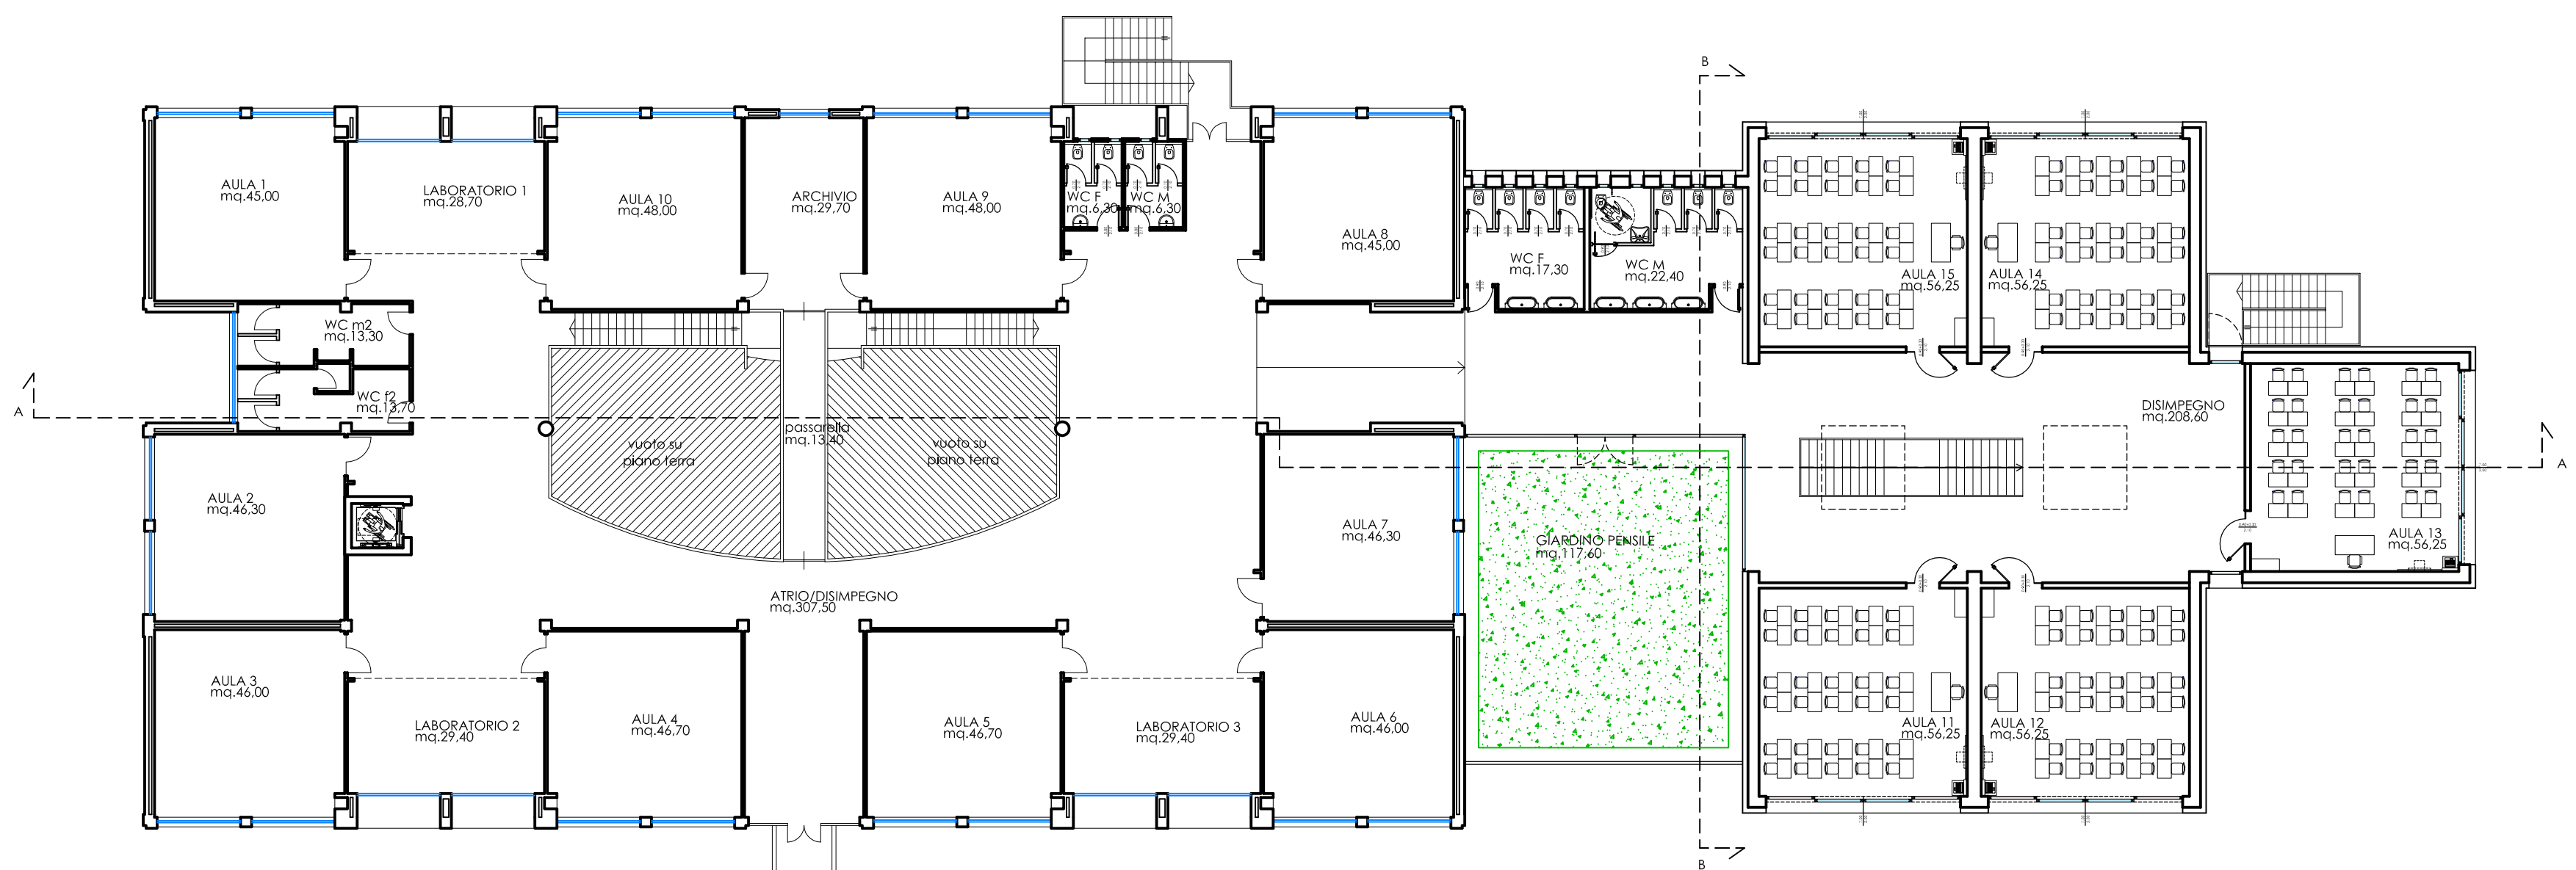 B
AULA 1
mq.45,00
LABORATORIO 1
mq.28,70
AULA 10
mq.48,00
ARCHIVIO
mq.29,70
AULA 9
mq.48,00
WC F
mq.6,30
WC M
mq.6,30
AULA 8
mq.45,00
WC F
mq.17,30
WC M
mq.22,40
AULA 15
mq.56,25
AULA 14
mq.56,25
WC m2
mq.13,30
WC f2
mq.13,70
A
passarella
mq.13,40
vuoto su
piano terra
vuoto su
piano terra
DISIMPEGNO
mq.208,60
A
AULA 2
mq.46,30
AULA 7
mq.46,30
GIARDINO PENSILE
mq.117,60
AULA 13
mq.56,25
ATRIO/DISIMPEGNO
mq.307,50
AULA 3
mq.46,00
LABORATORIO 2
mq.29,40
AULA 4
mq.46,70
AULA 5
mq.46,70
LABORATORIO 3
mq.29,40
AULA 6
mq.46,00
AULA 11
mq.56,25
AULA 12
mq.56,25
B